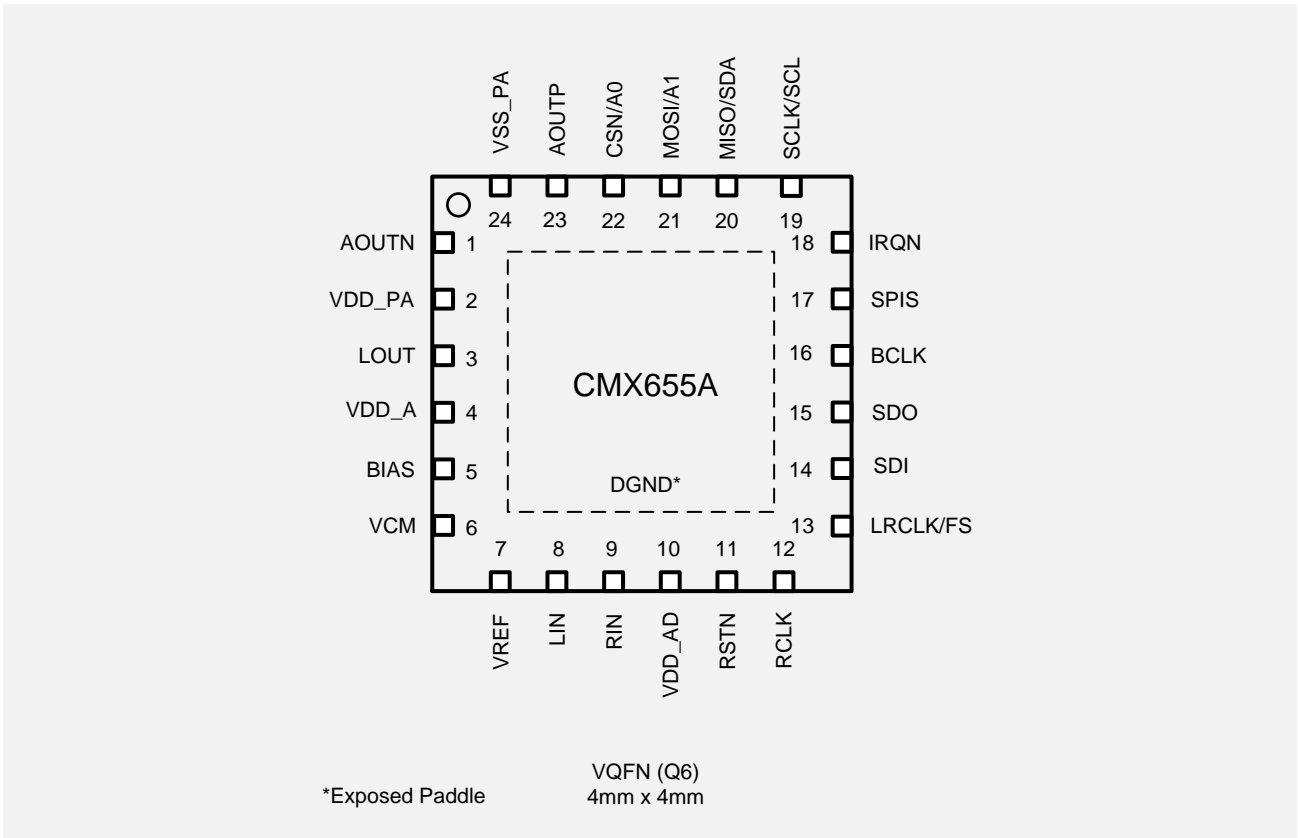 VSS_PA
AOUTP
CSN/A0
MOSI/A1
MISO/SDA
SCLK/SCL
24 23 22 21 20 19
AOUTN 1
VDD_PA 2
LOUT 3
VDD_A 4
BIAS 5
VCM 6
18 IRQN
17 SPIS
16 BCLK
15 SDO
14 SDI
13 LRCLK/FS
CMX655A
DGND*
7 8 9 10 11 12
VREF
LIN
RIN
VDD_AD
RSTN
RCLK
*Exposed Paddle
VQFN (Q6)
4mm x 4mm